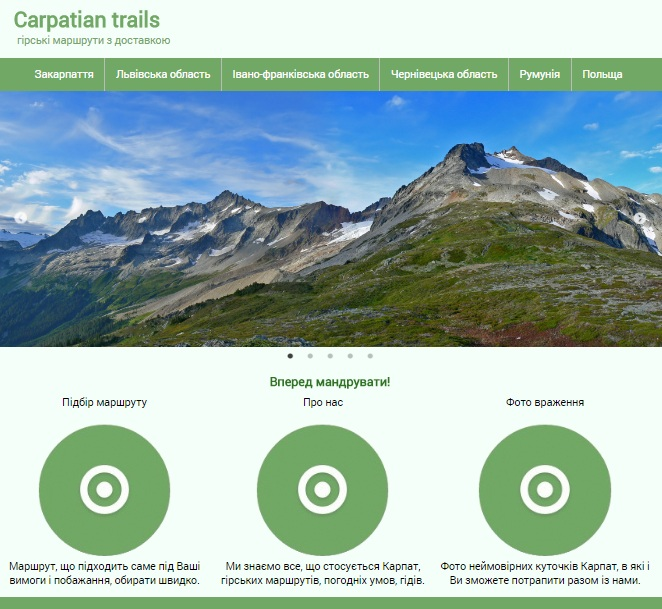 Carpatian trails
гірські маршрути з доставкою
Закарпаття Львівська область Івано-франківська область Чернівецька область Румунія Польща
Вперед мандрувати!
Підбір маршруту Про нас Фото враження
Маршрут, що підходить саме під Ваші Ми знаємо все, що стосується Карпат, Фото неймовірних куточків Карпат, в які і
вимоги і побажання, обирати швидко. гірських маршрутів, погодніх умов, гідів. Ви зможете потрапити разом із нами.